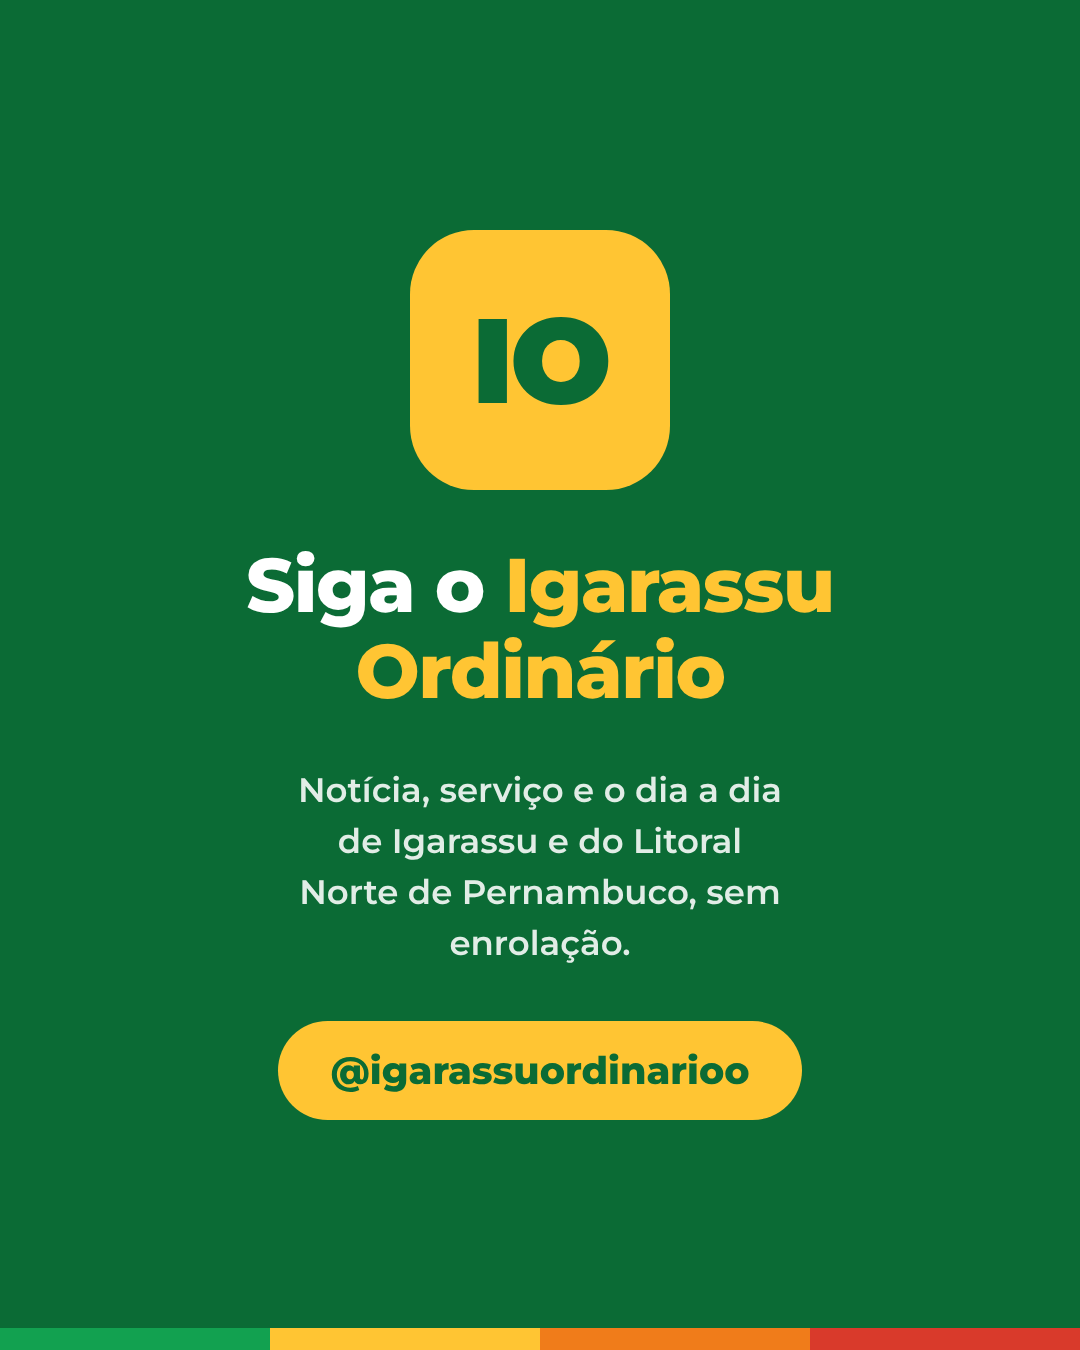 IO
Siga o Igarassu
Ordinário
Notícia, serviço e o dia a dia
de Igarassu e do Litoral
Norte de Pernambuco, sem
enrolação.
@igarassuordinarioo